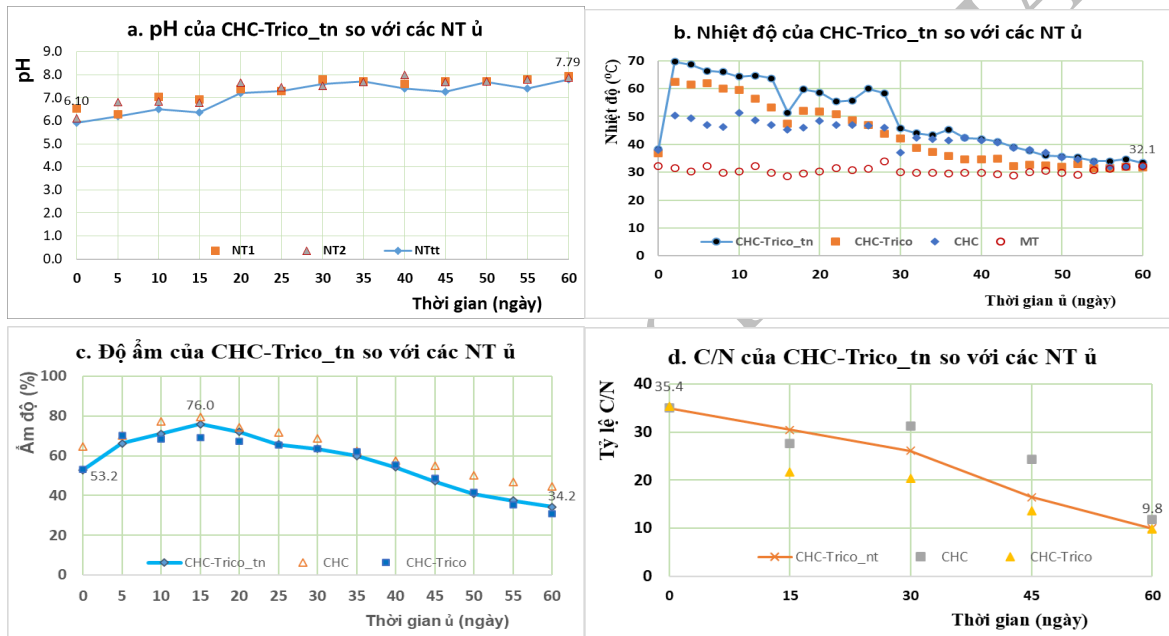 a. pH của CHC-Trico_tn so với các NT ủ
pH
9.0
8.0
7.0
6.0
5.0
4.0
3.0
2.0
1.0
0.0
6.10
7.79
NT1 NT2 NTtt
0 5 10 15 20 25 30 35 40 45 50 55 60
Thời gian (ngày)
b. Nhiệt độ của CHC-Trico_tn so với các NT ủ
Nhiệt độ (⁰C)
70
60
50
40
30
20
10
0
32.1
CHC-Trico_tn CHC-Trico CHC MT
0 10 20 30 40 50 60
Thời gian ủ (ngày)
c. Độ ẩm của CHC-Trico_tn so với các NT ủ
Ẩm độ (%)
100
80
60
40
20
0
53.2
76.0
34.2
CHC-Trico_tn CHC CHC-Trico
0 5 10 15 20 25 30 35 40 45 50 55 60
Thời gian ủ (ngày)
d. C/N của CHC-Trico_tn so với các NT ủ
Tỷ lệ C/N
40
30
20
10
0
35.4
9.8
CHC-Trico_nt CHC CHC-Trico
0 15 30 45 60
Thời gian (ngày)